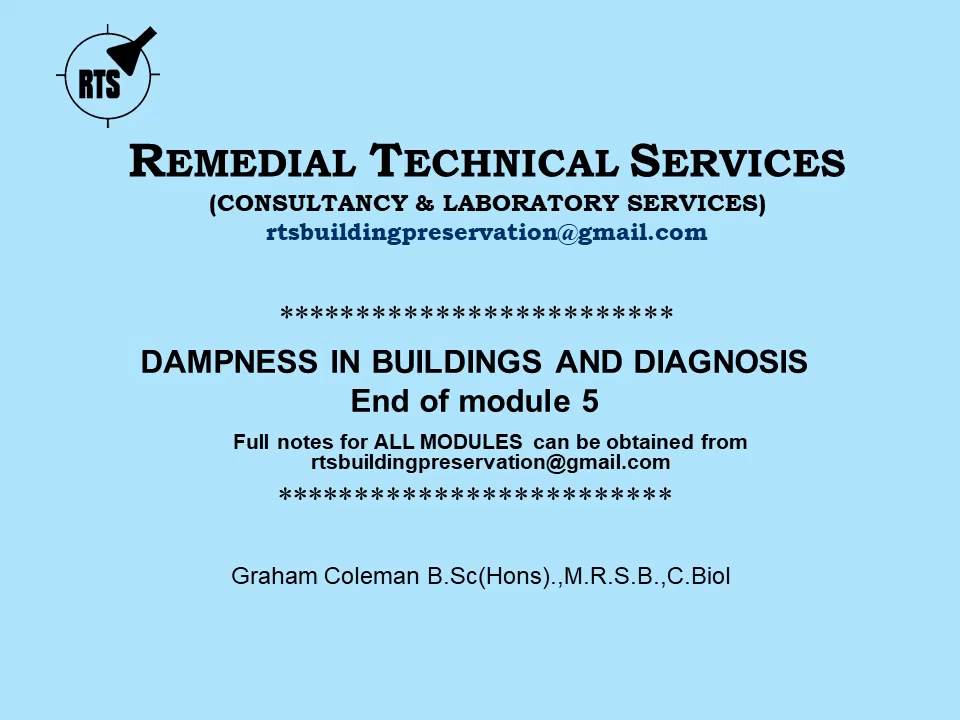 RTS
REMEDIAL TECHNICAL SERVICES
(CONSULTANCY & LABORATORY SERVICES)
rtsbuildingpreservation@gmail.com
*************************
DAMPNESS IN BUILDINGS AND DIAGNOSIS
End of module 5
Full notes for ALL MODULES can be obtained from
rtsbuildingpreservation@gmail.com
*************************
Graham Coleman B.Sc(Hons).,M.R.S.B.,C.Biol